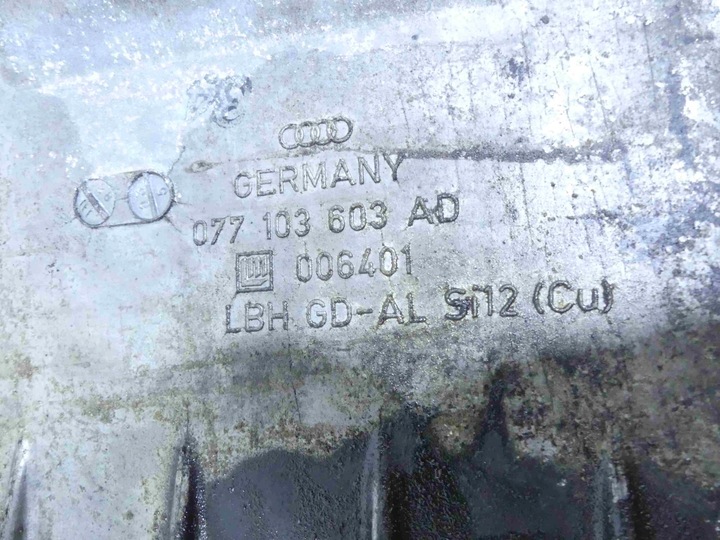 GERMANY
077 103 603 AD
006401
LBH GD-AL Si12 (Cu)